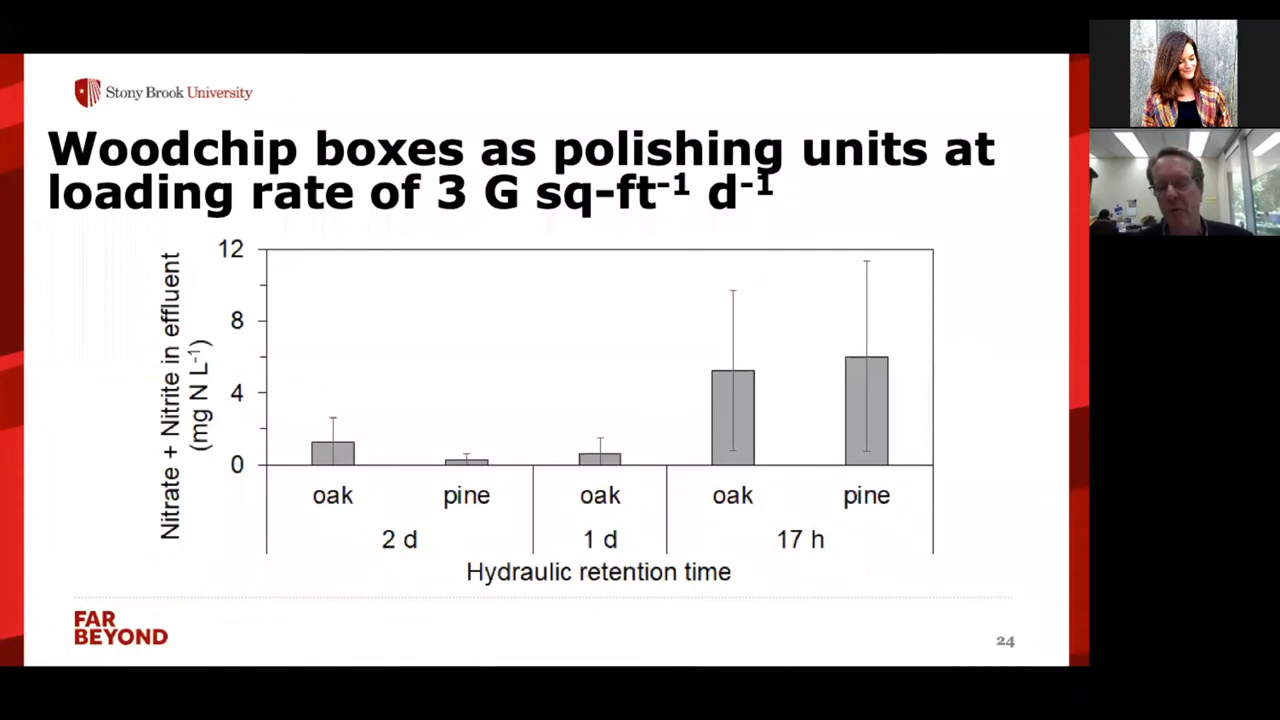 Stony Brook University
Woodchip boxes as polishing units at
loading rate of 3 G sq-ft⁻¹ d⁻¹
Nitrate + Nitrite in effluent
(mg N L⁻¹)
12
8
4
0
oak
pine
oak
oak
pine
2 d
1 d
17 h
Hydraulic retention time
FAR
BEYOND
24